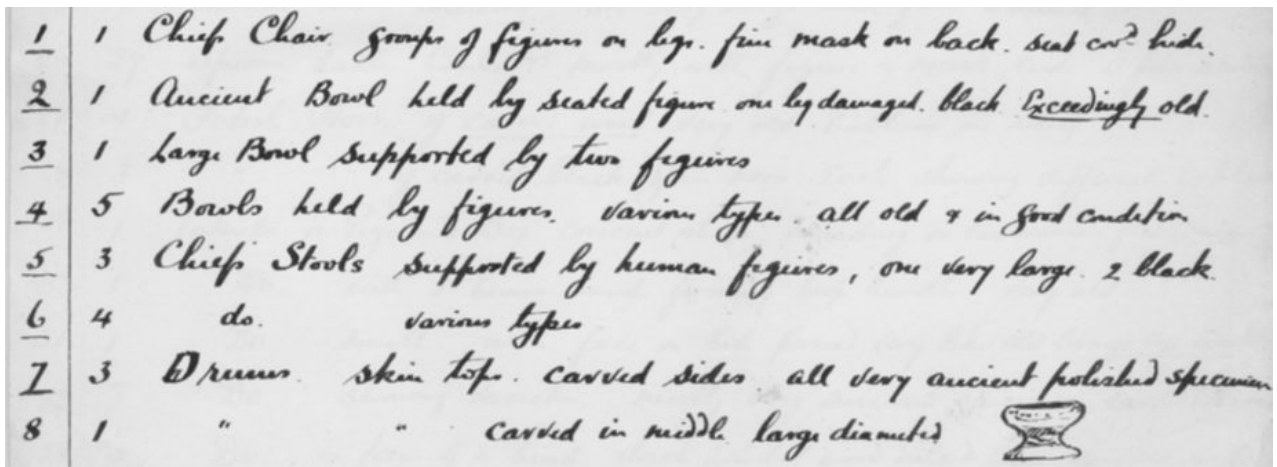 1 1 Chiefs Chair. groups of figures on legs. fine mask on back. seat covd hide.
2 1 Ancient Bowl held by seated figure one leg damaged. black Exceedingly old.
3 1 Large Bowl supported by two figures
4 5 Bowls held by figures. various types. all old & in good condition
5 3 Chiefs Stools supported by human figures, one very large. 2 black.
6 4 do. various types
7 3 Drums. skin tops. carved sides. all very ancient polished specimen
8 1 " " carved in middle large diameter